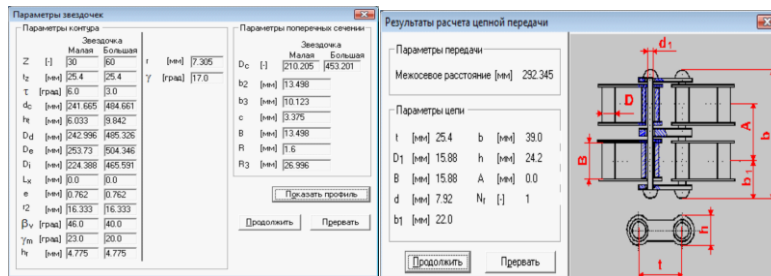 Параметры звездочек
Параметры контура
Звездочка
Малая Большая
Z [-] 30 60
tz [мм] 25.4 25.4
τ [град] 6.0 3.0
dc [мм] 241.665 484.661
ht [мм] 6.033 9.842
Dd [мм] 242.996 485.326
De [мм] 253.73 504.346
Di [мм] 224.388 465.591
Lx [мм] 0.0 0.0
e [мм] 0.762 0.762
r2 [мм] 16.333 16.333
βv [град] 46.0 40.0
γm [град] 23.0 20.0
hr [мм] 4.775 4.775
r [мм] 7.305
γ [град] 17.0
Параметры поперечных сечении
Звездочка
Малая Большая
Dc [-] 210.205 453.201
b2 [мм] 13.498
b3 [мм] 10.123
c [мм] 3.375
B [мм] 13.498
R [мм] 1.6
R3 [мм] 26.996
Показать профиль
Продолжить Прервать
Результаты расчета цепной передачи
Параметры передачи
Межосевое расстояние [мм] 292.345
Параметры цепи
t [мм] 25.4 b [мм] 39.0
D1 [мм] 15.88 h [мм] 24.2
B [мм] 15.88 A [мм] 0.0
d [мм] 7.92 Nr [-] 1
b1 [мм] 22.0
Продолжить Прервать
d1
D
A
b
B
b1
h
t